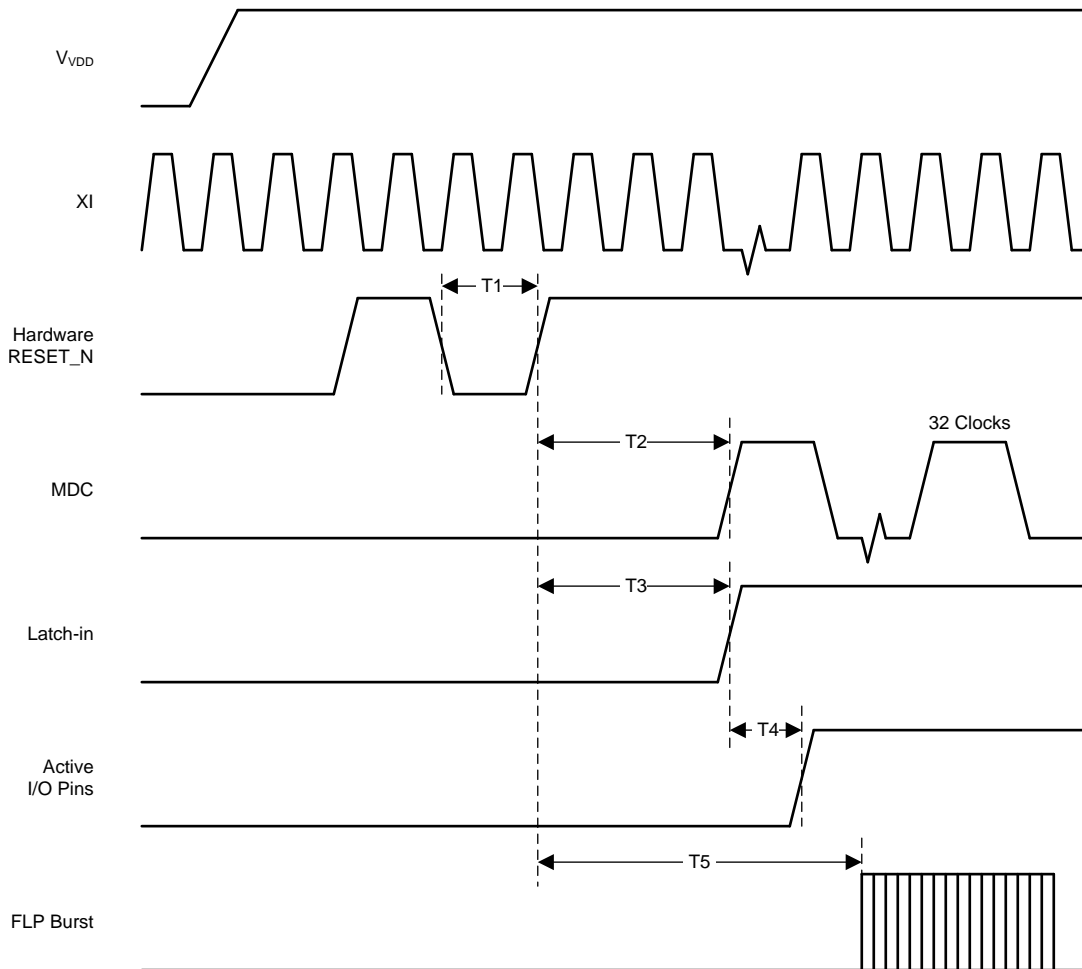 VVDD
XI
T1
Hardware
RESET_N
T2
32 Clocks
MDC
T3
Latch-in
T4
Active
I/O Pins
T5
FLP Burst